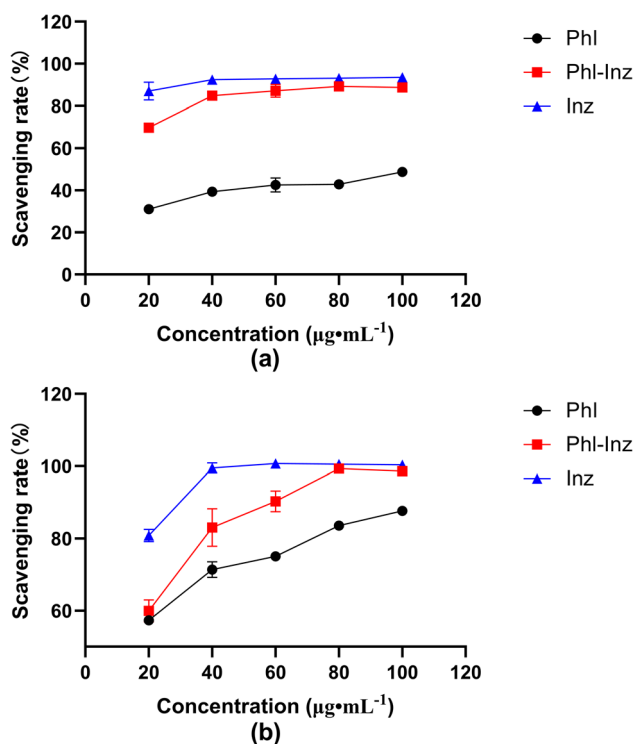 120
100
80
60
40
20
0
Scavenging rate (%)
0 20 40 60 80 100 120
Concentration (μg•mL⁻¹)
(a)
Phl
Phl-Inz
Inz
120
100
80
60
Scavenging rate (%)
0 20 40 60 80 100 120
Concentration (μg•mL⁻¹)
(b)
Phl
Phl-Inz
Inz